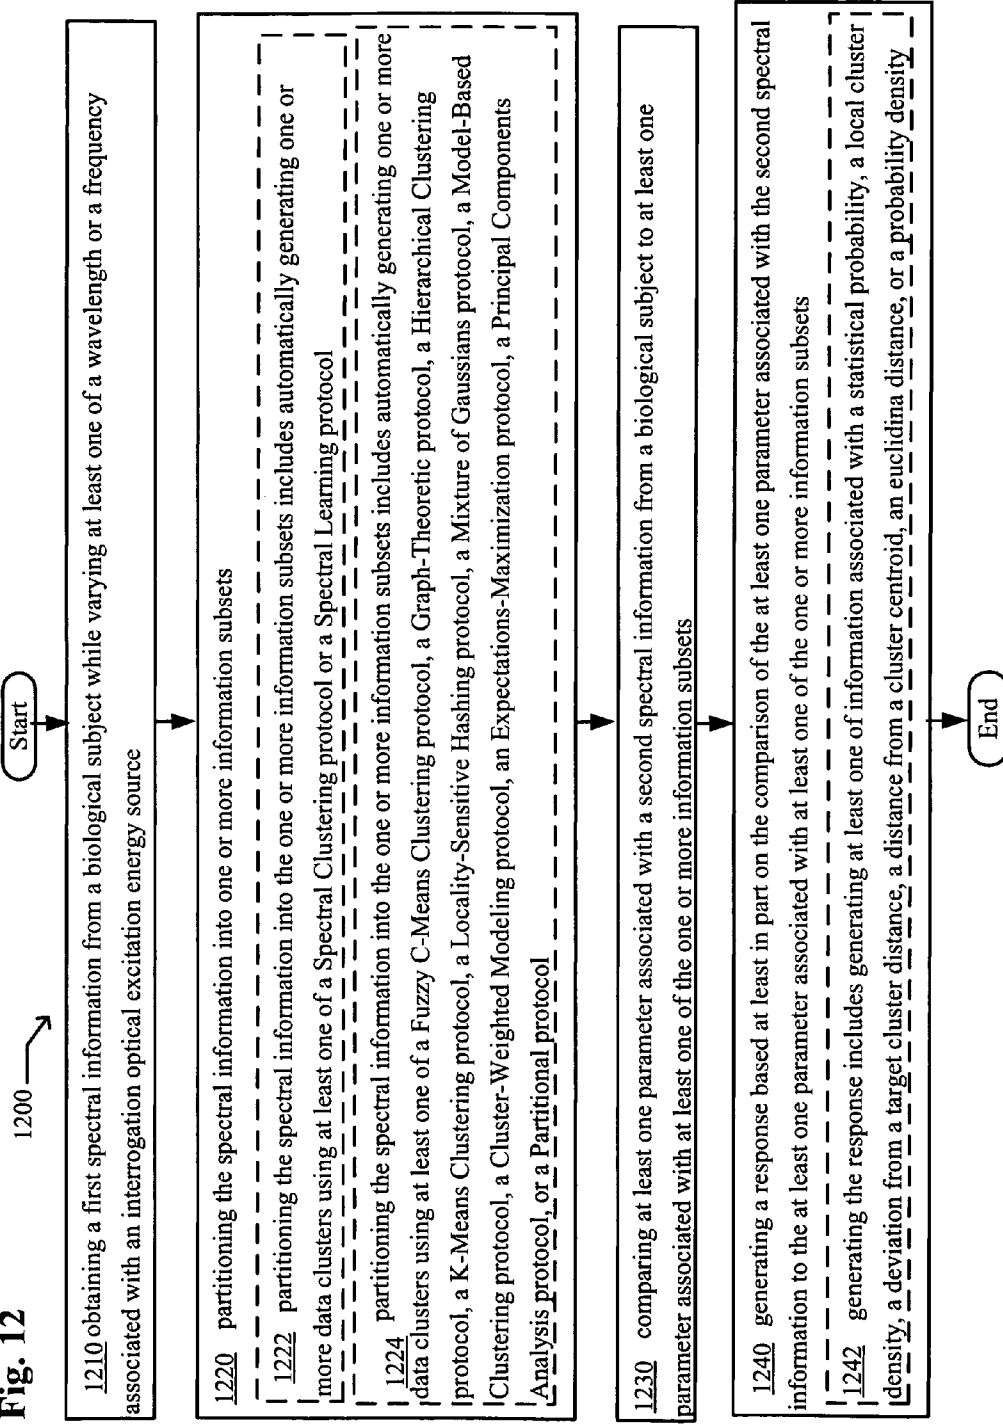 Fig. 12
1200
Start
1210 obtaining a first spectral information from a biological subject while varying at least one of a wavelength or a frequency
associated with an interrogation optical excitation energy source
1220 partitioning the spectral information into one or more information subsets
1222 partitioning the spectral information into the one or more information subsets includes automatically generating one or
more data clusters using at least one of a Spectral Clustering protocol or a Spectral Learning protocol
1224 partitioning the spectral information into the one or more information subsets includes automatically generating one or more
data clusters using at least one of a Fuzzy C-Means Clustering protocol, a Graph-Theoretic protocol, a Hierarchical Clustering
protocol, a K-Means Clustering protocol, a Locality-Sensitive Hashing protocol, a Mixture of Gaussians protocol, a Model-Based
Clustering protocol, a Cluster-Weighted Modeling protocol, an Expectations-Maximization protocol, a Principal Components
Analysis protocol, or a Partitional protocol
1230 comparing at least one parameter associated with a second spectral information from a biological subject to at least one
parameter associated with at least one of the one or more information subsets
1240 generating a response based at least in part on the comparison of the at least one parameter associated with the second spectral
information to the at least one parameter associated with at least one of the one or more information subsets
1242 generating the response includes generating at least one of information associated with a statistical probability, a local cluster
density, a deviation from a target cluster distance, a distance from a cluster centroid, an euclidina distance, or a probability density
End